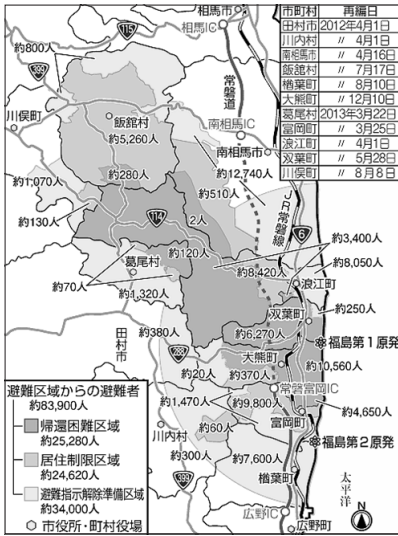 市町村 再編日
田村市 2012年4月1日
川内村 〃 4月1日
南相馬市 〃 4月16日
飯舘村 〃 7月17日
楢葉町 〃 8月10日
大熊町 〃 12月10日
葛尾村 2013年3月22日
富岡町 〃 3月25日
浪江町 〃 4月1日
双葉町 〃 5月28日
川俣町 〃 8月8日
相馬市
115
相馬IC
約800人
399
常磐道
川俣町
飯舘村
約5,260人
南相馬IC
南相馬市
約280人
約12,740人
約1,070人
約510人
JR常磐線
約130人
114
2人
6
約3,400人
約120人
葛尾村
約8,420人
約8,050人
浪江町
約70人
約1,320人
双葉町
約250人
田村市
約380人
約6,270人
福島第1原発
288
大熊町
約10,560人
約20人
約370人
常磐富岡IC
約1,470人
約9,800人
約4,650人
富岡町
川内村
約60人
福島第2原発
約300人
約7,600人
399
楢葉町
太平洋
広野IC
広野町
N
避難区域からの避難者
約83,900人
帰還困難区域
約25,280人
居住制限区域
約24,620人
避難指示解除準備区域
約34,000人
市役所・町村役場